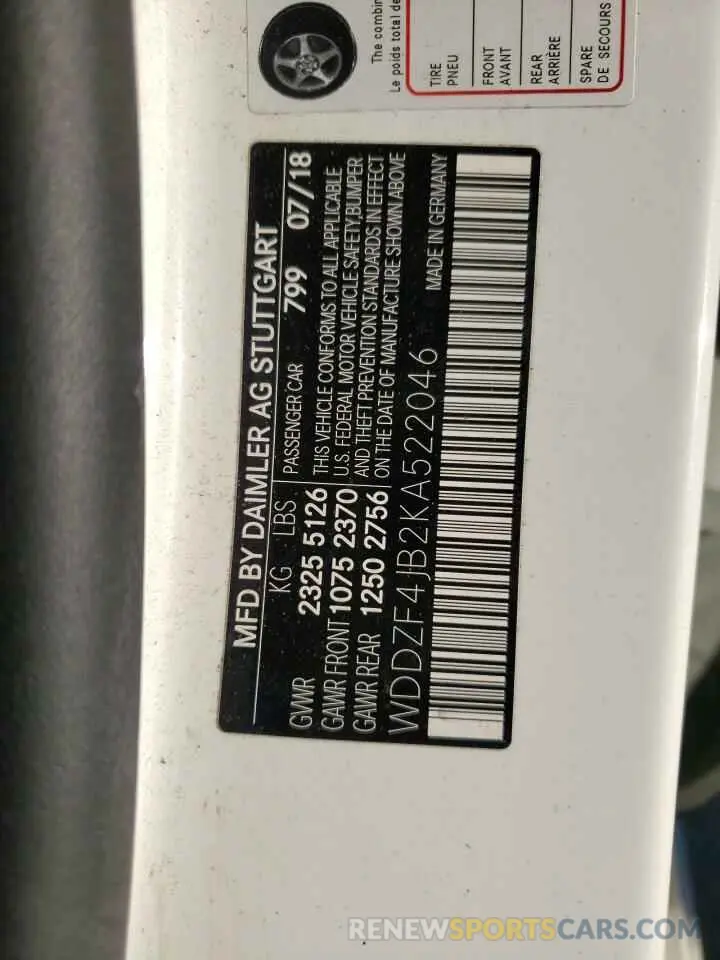 The combin
Le poids total de
TIRE
PNEU
FRONT
AVANT
REAR
ARRIÈRE
SPARE
DE SECOURS
MFD BY DAIMLER AG STUTTGART
KG LBS PASSENGER CAR 799 07/18
GVWR 2325 5126
GAWR FRONT 1075 2370
GAWR REAR 1250 2756
THIS VEHICLE CONFORMS TO ALL APPLICABLE
U.S. FEDERAL MOTOR VEHICLE SAFETY,BUMPER
AND THEFT PREVENTION STANDARDS IN EFFECT
ON THE DATE OF MANUFACTURE SHOWN ABOVE
WDDZF4JB2KA522046 MADE IN GERMANY
RENEWSPORTSCARS.COM